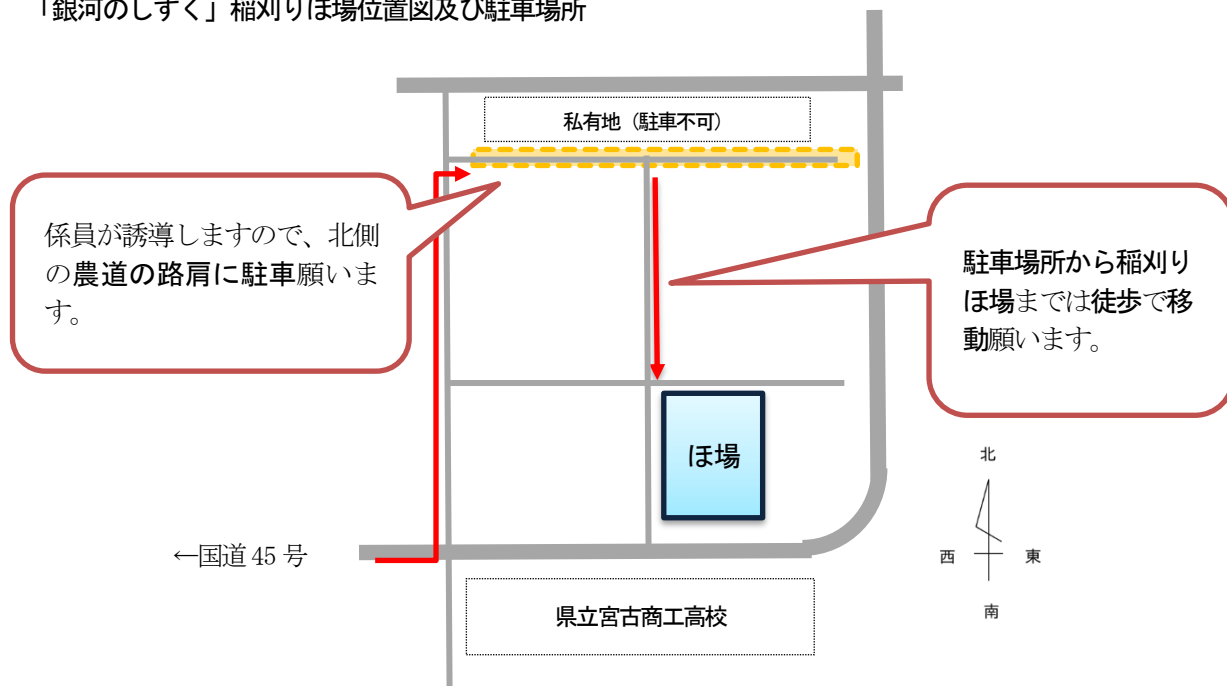 「銀河のしずく」稲刈りほ場位置図及び駐車場所
私有地（駐車不可）
係員が誘導しますので、北側
の農道の路肩に駐車願いま
す。
駐車場所から稲刈り
ほ場までは徒歩で移
動願います。
ほ場
北
西
東
南
←国道 45 号
県立宮古商工高校